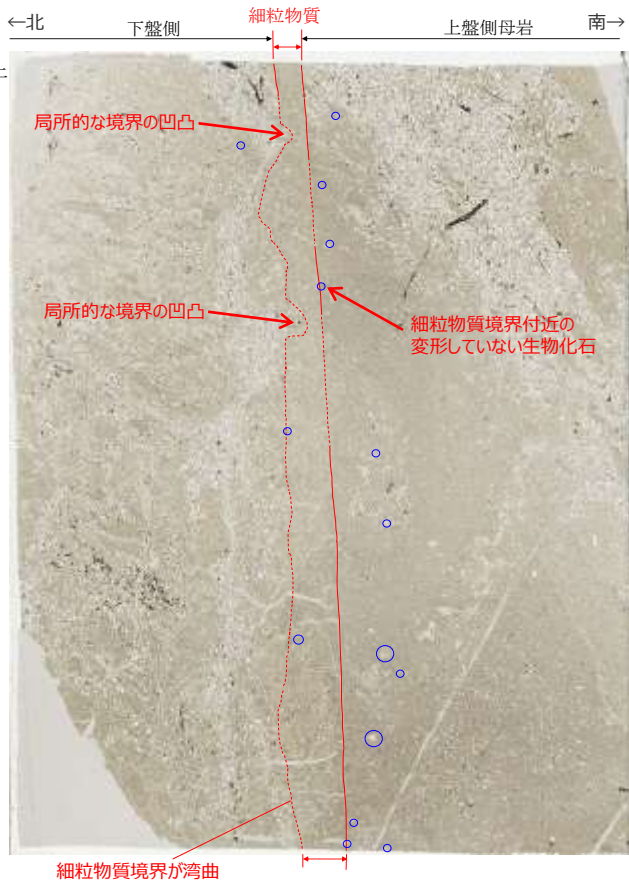 細粒物質
←北
下盤側
上盤側母岩
南→
上
局所的な境界の凹凸
局所的な境界の凹凸
細粒物質境界付近の
変形していない生物化石
細粒物質境界が湾曲